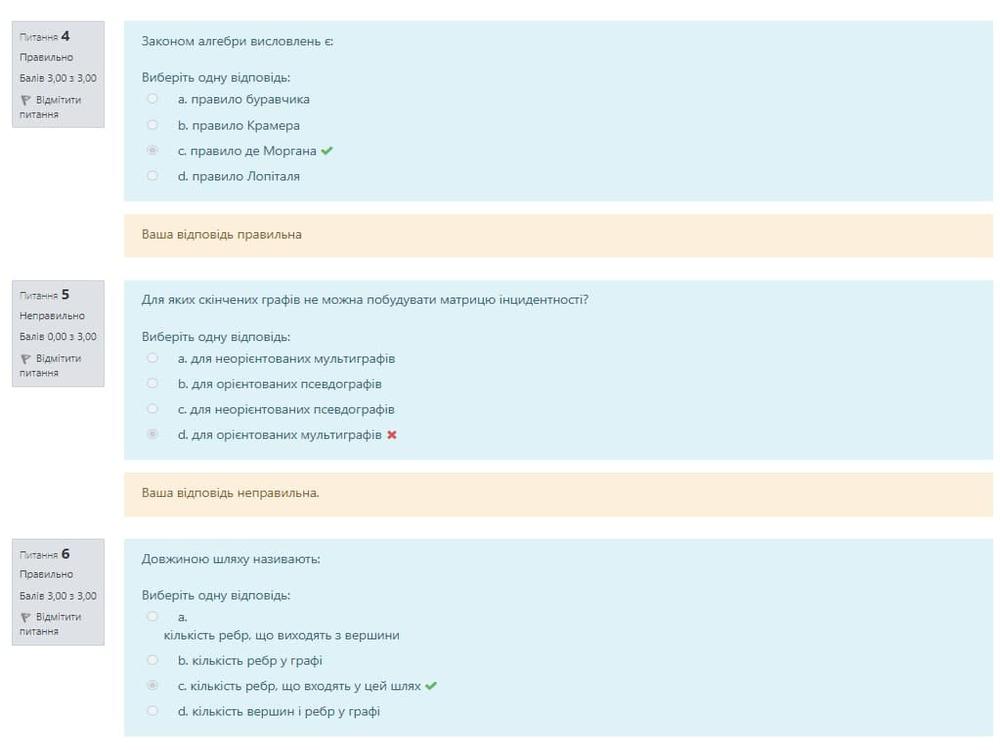 Питання 4
Правильно
Балів 3,00 з 3,00
Відмітити
питання
Законом алгебри висловлень є:
Виберіть одну відповідь:
a. правило буравчика
b. правило Крамера
c. правило де Моргана
d. правило Лопіталя
Ваша відповідь правильна
Питання 5
Неправильно
Балів 0,00 з 3,00
Відмітити
питання
Для яких скінчених графів не можна побудувати матрицю інцидентності?
Виберіть одну відповідь:
a. для неорієнтованих мультиграфів
b. для орієнтованих псевдографів
c. для неорієнтованих псевдографів
d. для орієнтованих мультиграфів
Ваша відповідь неправильна.
Питання 6
Правильно
Балів 3,00 з 3,00
Відмітити
питання
Довжиною шляху називають:
Виберіть одну відповідь:
a.
кількість ребр, що виходять з вершини
b. кількість ребр у графі
c. кількість ребр, що входять у цей шлях
d. кількість вершин і ребр у графі